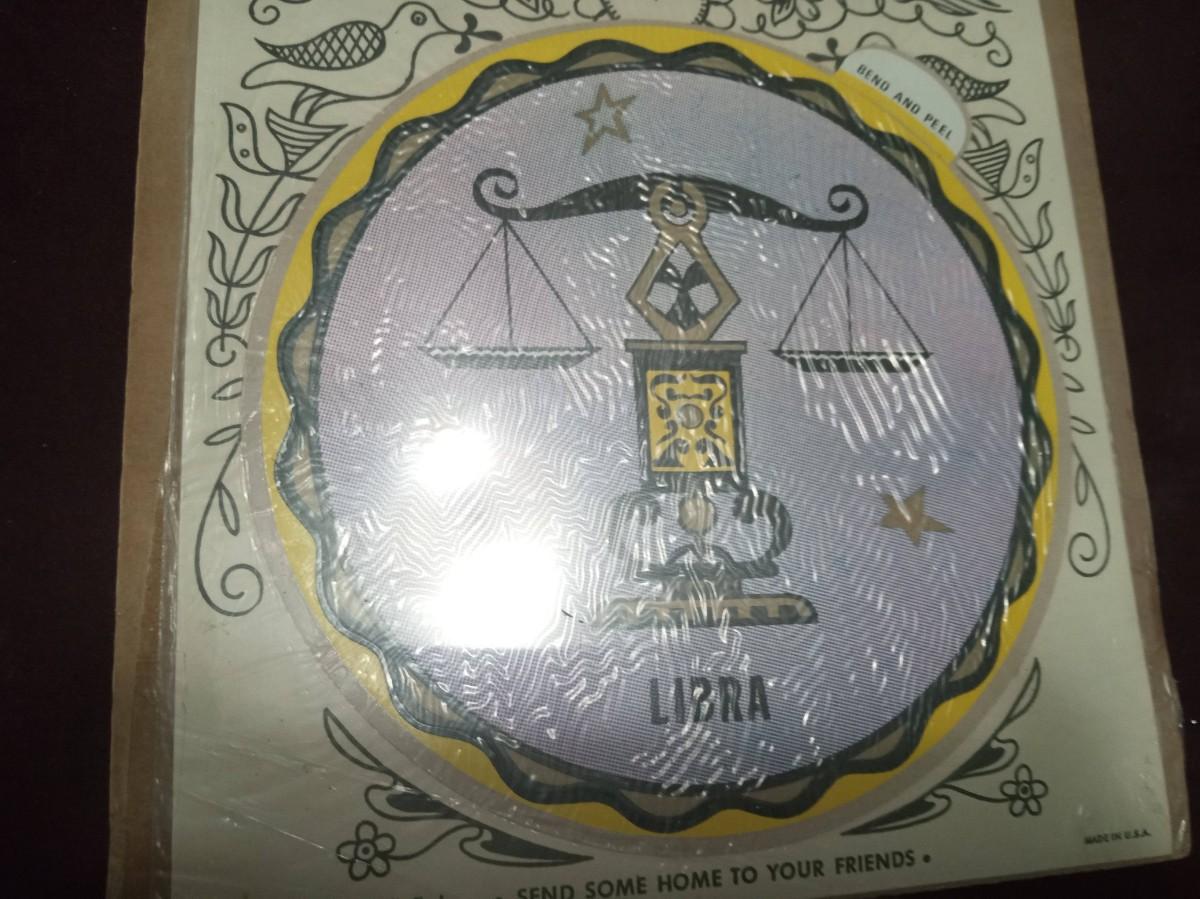 BEND AND PEEL
LIBRA
MADE IN U.S.A.
• SEND SOME HOME TO YOUR FRIENDS •